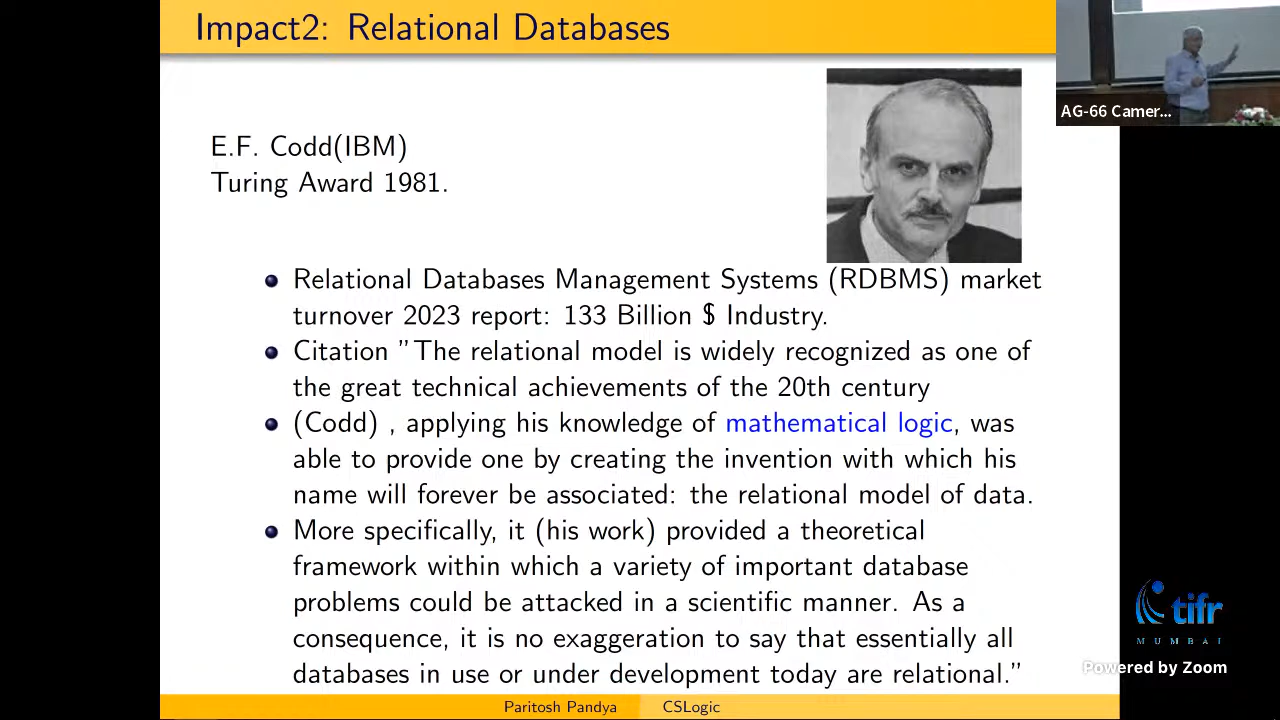 Impact2: Relational Databases
AG-66 Camer...
E.F. Codd(IBM)
Turing Award 1981.
Relational Databases Management Systems (RDBMS) market
turnover 2023 report: 133 Billion $ Industry.
Citation "The relational model is widely recognized as one of
the great technical achievements of the 20th century
(Codd) , applying his knowledge of mathematical logic, was
able to provide one by creating the invention with which his
name will forever be associated: the relational model of data.
More specifically, it (his work) provided a theoretical
framework within which a variety of important database
problems could be attacked in a scientific manner. As a
consequence, it is no exaggeration to say that essentially all
databases in use or under development today are relational."
tifr
MUMBAI
Powered by Zoom
Paritosh Pandya CSLogic